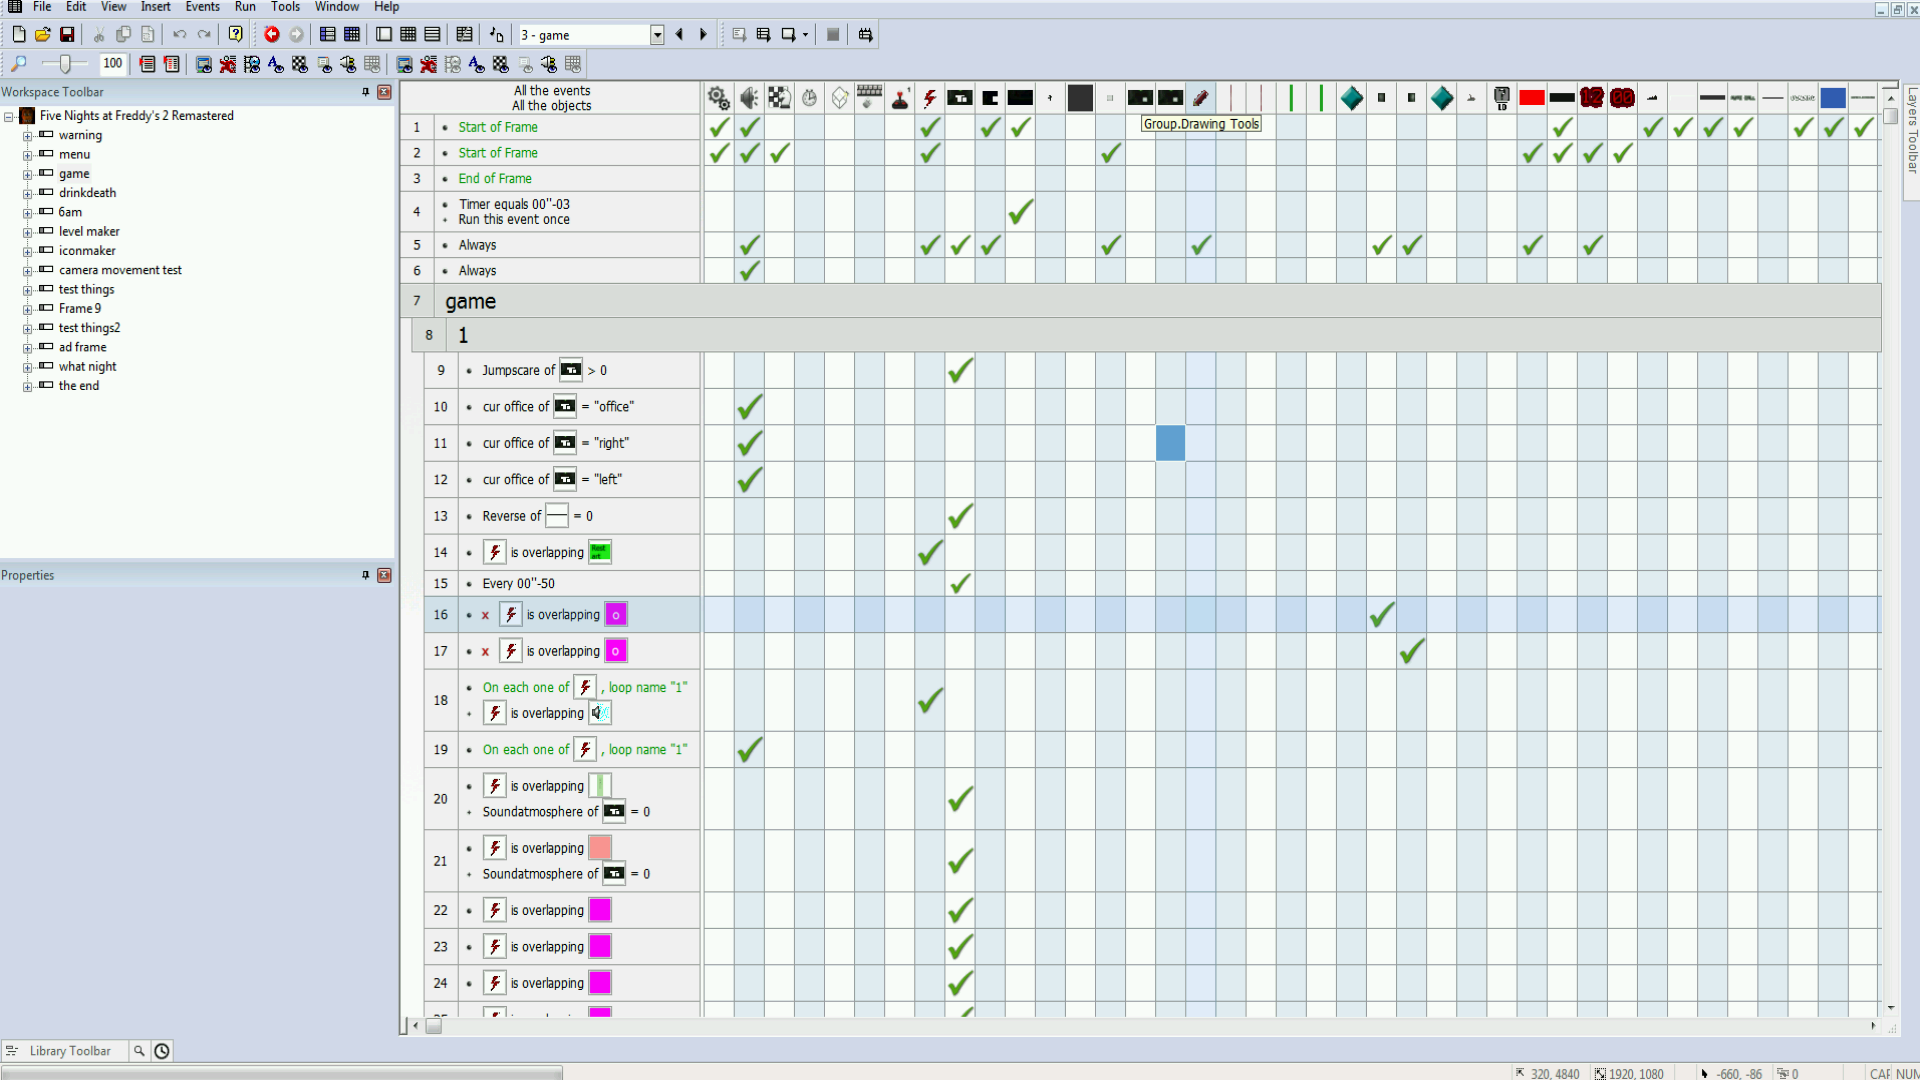 File Edit View Insert Events Run Tools Window Help
3 - game
100
Workspace Toolbar
Five Nights at Freddy's 2 Remastered
warning
menu
game
drinkdeath
6am
level maker
iconmaker
camera movement test
test things
Frame 9
test things2
ad frame
what night
the end
Properties
Library Toolbar
All the events
All the objects
Group.Drawing Tools
Layers Toolbar
1 Start of Frame
2 Start of Frame
3 End of Frame
4 Timer equals 00"-03
Run this event once
5 Always
6 Always
7 game
8 1
9 Jumpscare of > 0
10 cur office of = "office"
11 cur office of = "right"
12 cur office of = "left"
13 Reverse of = 0
14 is overlapping Rest art
15 Every 00"-50
16 X is overlapping o
17 X is overlapping o
18 On each one of , loop name "1"
is overlapping
19 On each one of , loop name "1"
20 is overlapping
Soundatmosphere of = 0
21 is overlapping
Soundatmosphere of = 0
22 is overlapping
23 is overlapping
24 is overlapping
320, 4840 1920, 1080 -660, -86 0 CAP NUM